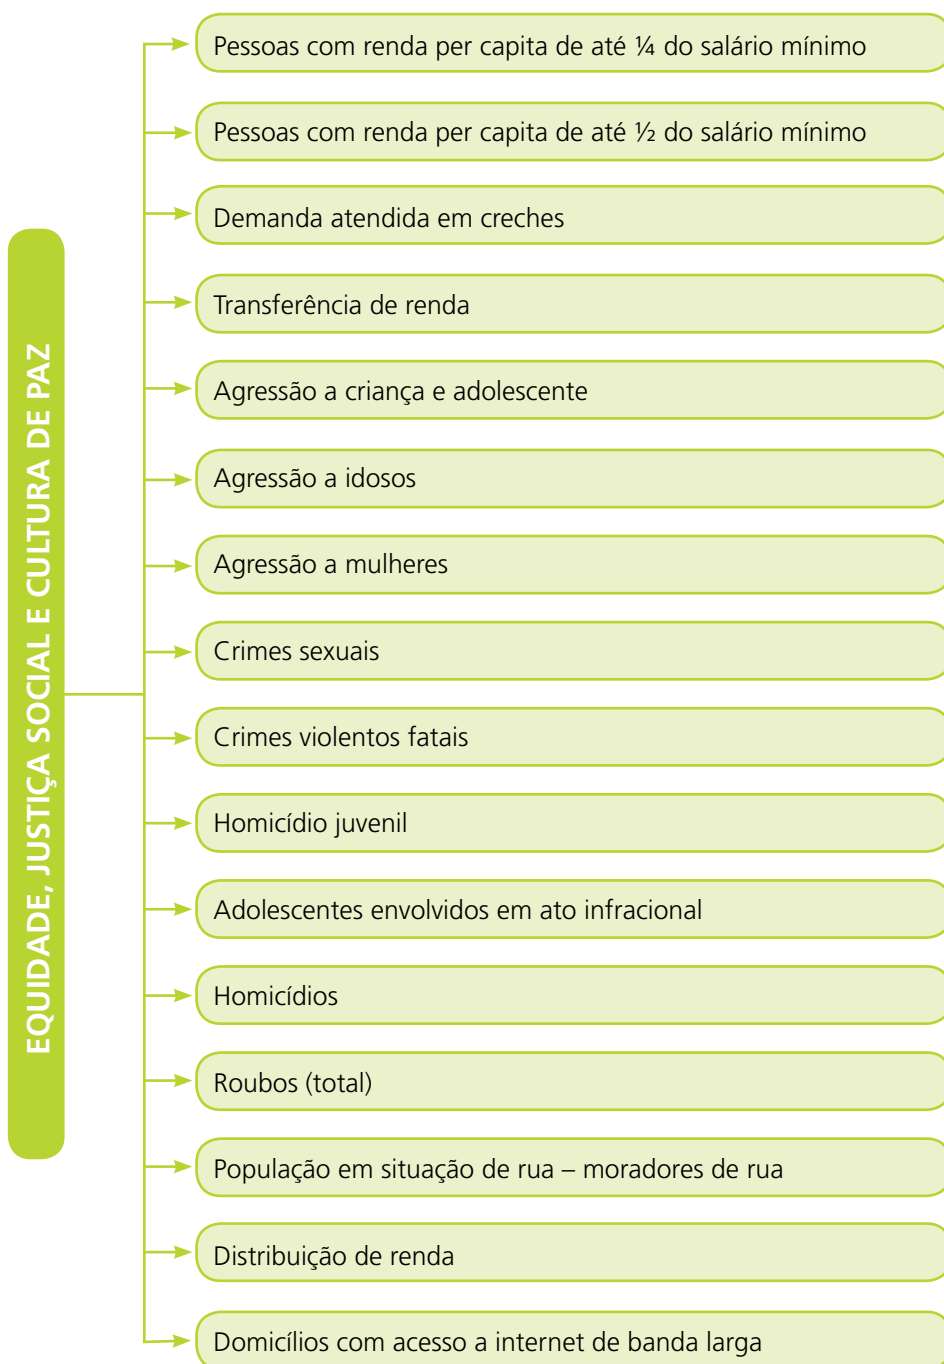 EQUIDADE, JUSTIÇA SOCIAL E CULTURA DE PAZ
Pessoas com renda per capita de até ¼ do salário mínimo
Pessoas com renda per capita de até ½ do salário mínimo
Demanda atendida em creches
Transferência de renda
Agressão a criança e adolescente
Agressão a idosos
Agressão a mulheres
Crimes sexuais
Crimes violentos fatais
Homicídio juvenil
Adolescentes envolvidos em ato infracional
Homicídios
Roubos (total)
População em situação de rua – moradores de rua
Distribuição de renda
Domicílios com acesso a internet de banda larga